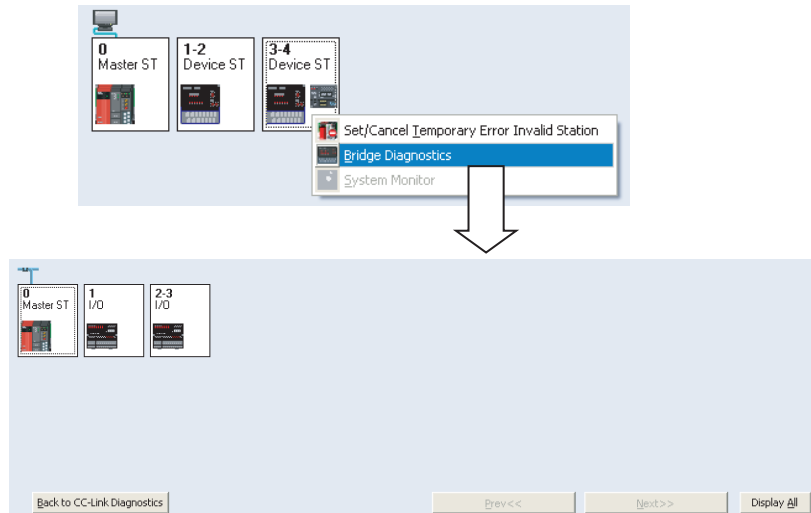 0
Master ST
1-2
Device ST
3-4
Device ST
Set/Cancel Temporary Error Invalid Station
Bridge Diagnostics
System Monitor
0
Master ST
1
I/O
2-3
I/O
Back to CC-Link Diagnostics
Prev<<
Next>>
Display All